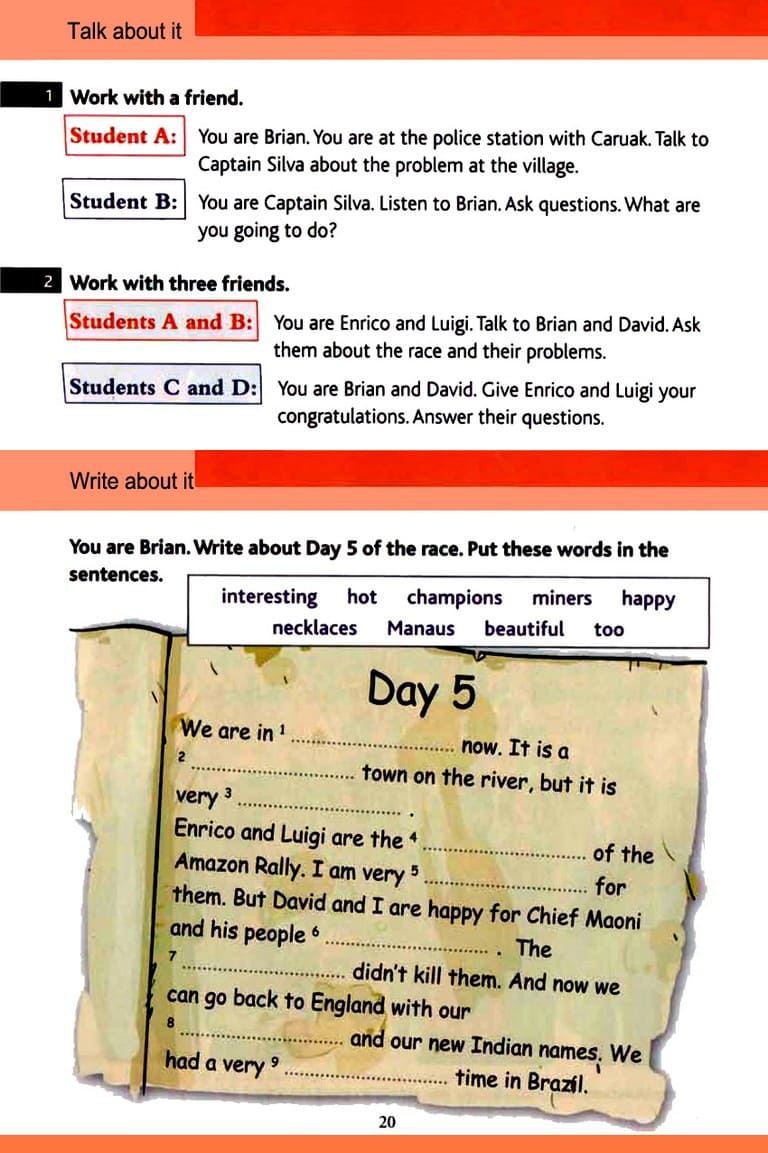 Talk about it
1 Work with a friend.
Student A: You are Brian. You are at the police station with Caruak. Talk to
Captain Silva about the problem at the village.
Student B: You are Captain Silva. Listen to Brian. Ask questions. What are
you going to do?
2 Work with three friends.
Students A and B: You are Enrico and Luigi. Talk to Brian and David. Ask
them about the race and their problems.
Students C and D: You are Brian and David. Give Enrico and Luigi your
congratulations. Answer their questions.
Write about it
You are Brian. Write about Day 5 of the race. Put these words in the
sentences.
interesting hot champions miners happy
necklaces Manaus beautiful too
Day 5
We are in 1 .............................. now. It is a
2 .............................. town on the river, but it is
very 3 .............................. .
Enrico and Luigi are the 4 .............................. of the
Amazon Rally. I am very 5 .............................. for
them. But David and I are happy for Chief Maoni
and his people 6 .............................. . The
7 .............................. didn't kill them. And now we
can go back to England with our
8 .............................. and our new Indian names. We
had a very 9 .............................. time in Brazil.
20